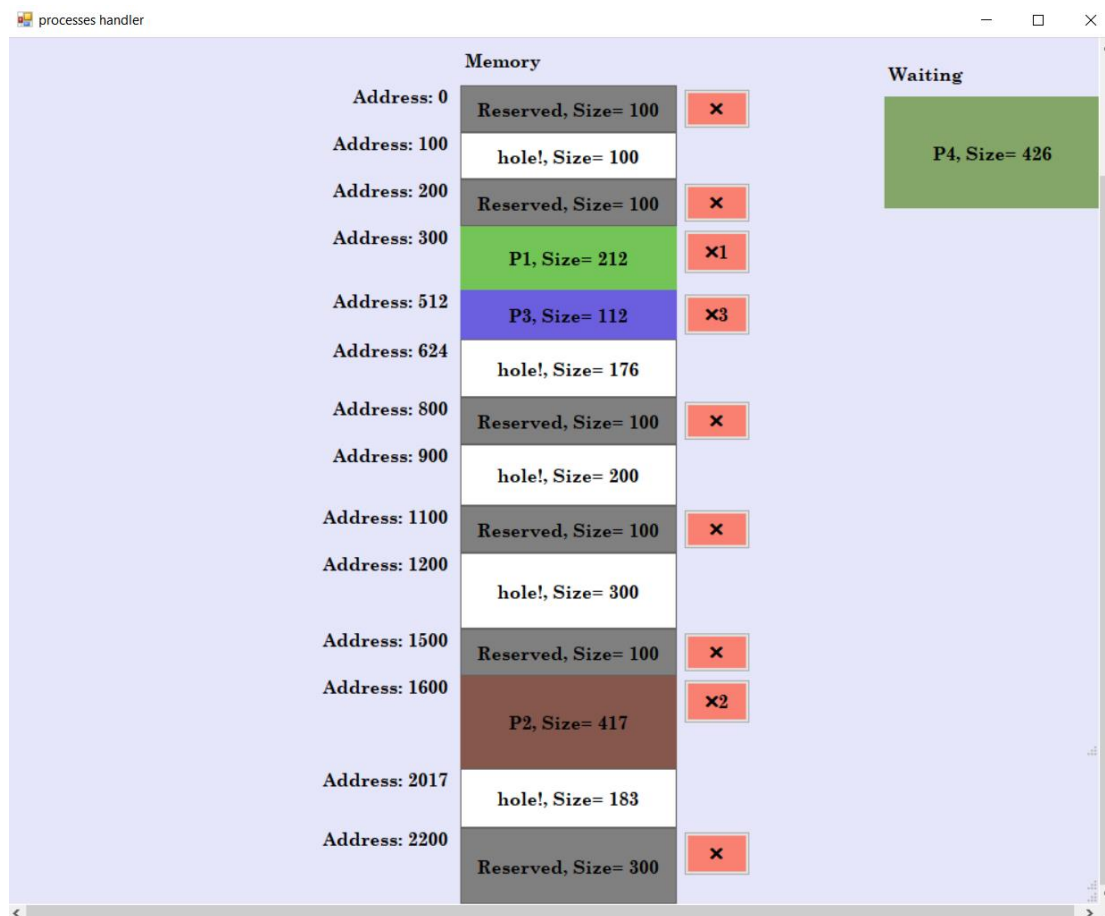 processes handler
Memory
Waiting
Address: 0
Reserved, Size= 100
×
P4, Size= 426
Address: 100
hole!, Size= 100
Address: 200
Reserved, Size= 100
×
Address: 300
P1, Size= 212
×1
Address: 512
P3, Size= 112
×3
Address: 624
hole!, Size= 176
Address: 800
Reserved, Size= 100
×
Address: 900
hole!, Size= 200
Address: 1100
Reserved, Size= 100
×
Address: 1200
hole!, Size= 300
Address: 1500
Reserved, Size= 100
×
Address: 1600
P2, Size= 417
×2
Address: 2017
hole!, Size= 183
Address: 2200
Reserved, Size= 300
×